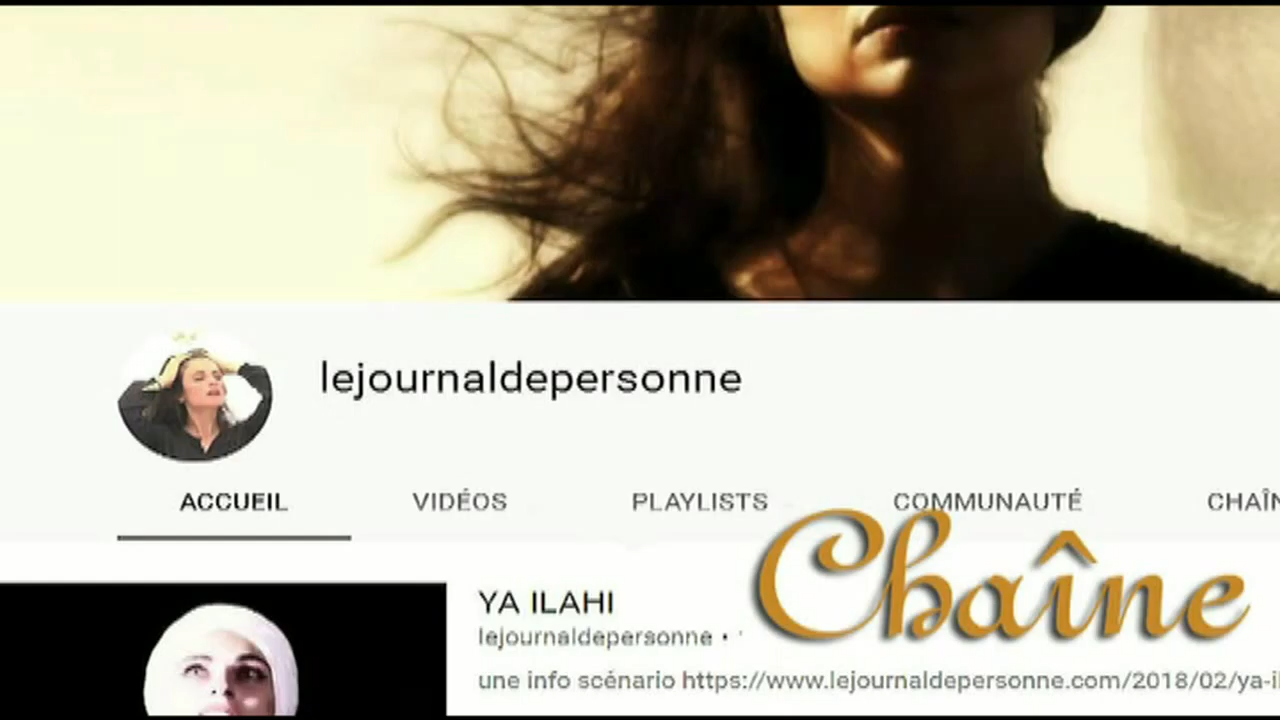 lejournaldepersonne
ACCUEIL VIDÉOS PLAYLISTS COMMUNAUTÉ
Chaîne
YA ILAHI
lejournaldepersonne •
une info scénario https://www.lejournaldepersonne.com/2018/02/ya-il